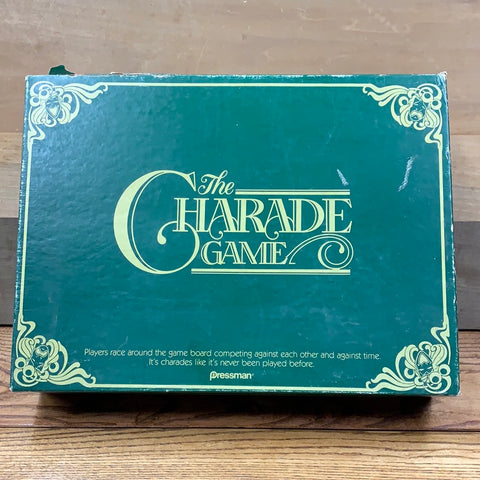 The
CHARADE
GAME
Players race around the game board competing against each other and against time.
It's charades like it's never been played before.
Pressman®